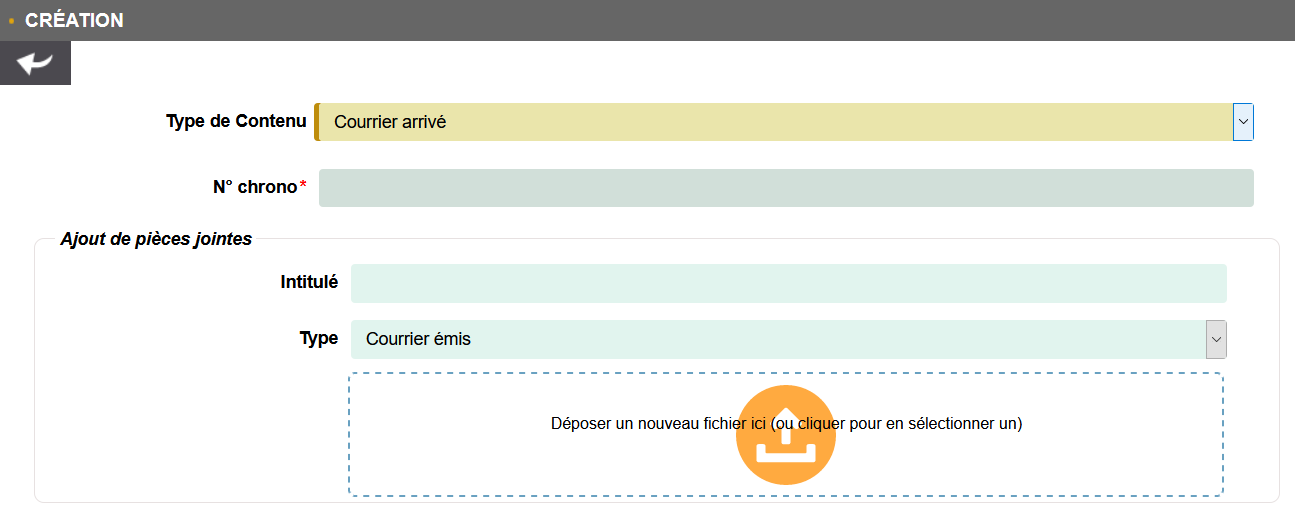 CRÉATION
Type de Contenu Courrier arrivé
N° chrono*
Ajout de pièces jointes
Intitulé
Type Courrier émis
Déposer un nouveau fichier ici (ou cliquer pour en sélectionner un)